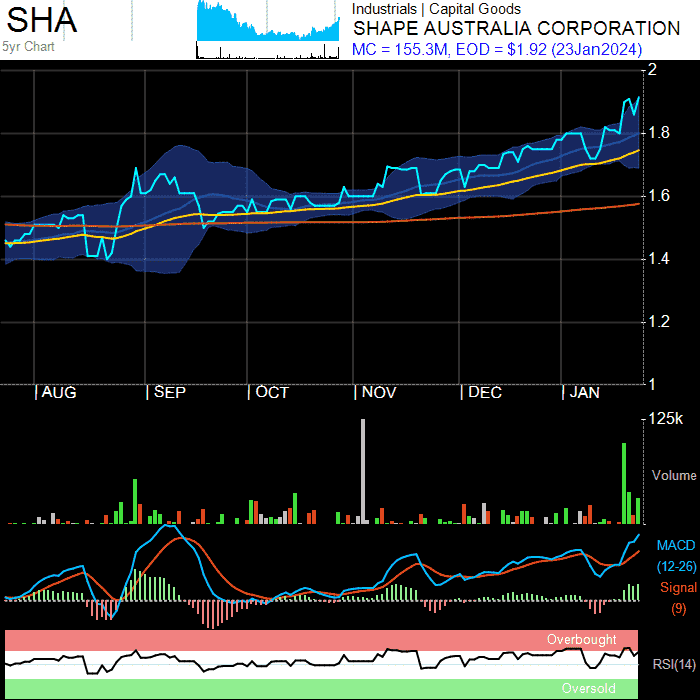 SHA
5yr Chart
Industrials | Capital Goods
SHAPE AUSTRALIA CORPORATION
MC = 155.3M, EOD = $1.92 (23Jan2024)
2
1.8
1.6
1.4
1.2
1
| AUG | SEP | OCT | NOV | DEC | JAN
125k
Volume
MACD
(12-26)
Signal
(9)
Overbought
RSI(14)
Oversold